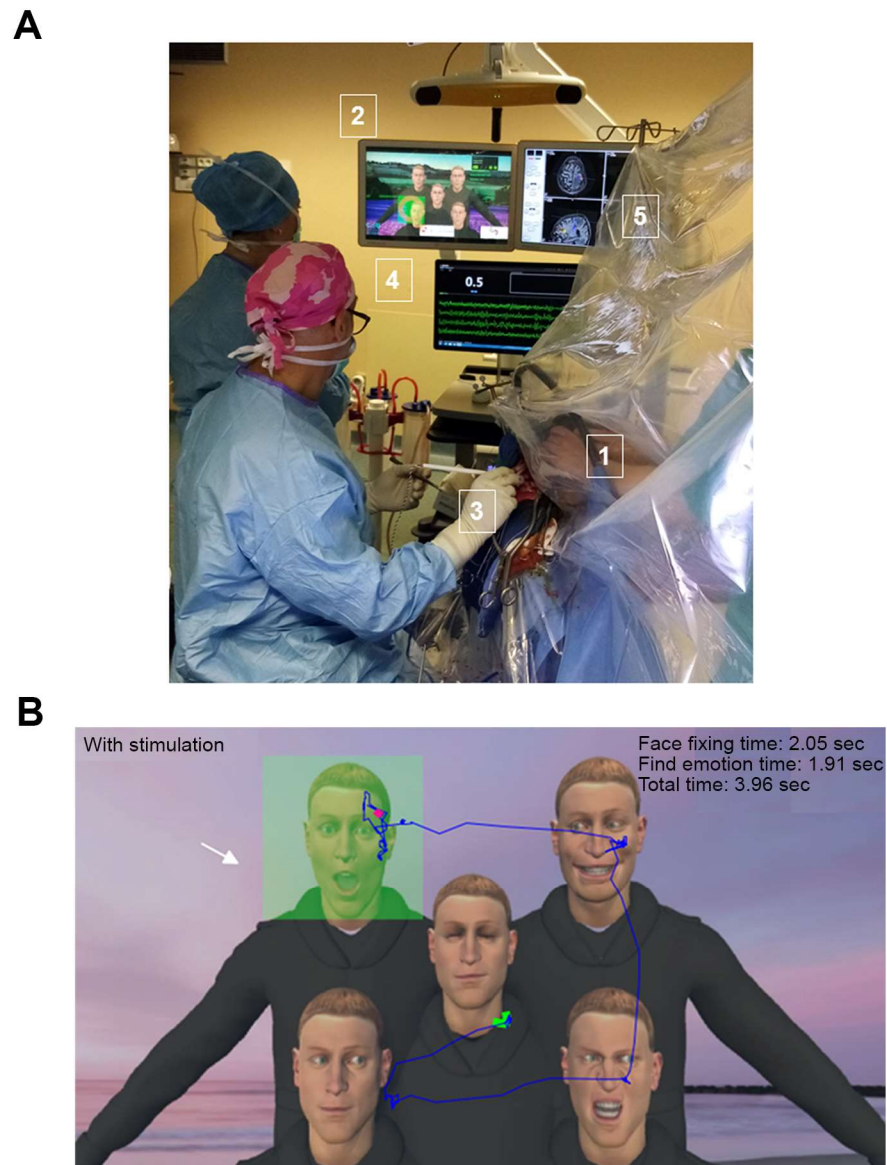 A
2
5
4
0.5
1
3
B
With stimulation
Face fixing time: 2.05 sec
Find emotion time: 1.91 sec
Total time: 3.96 sec